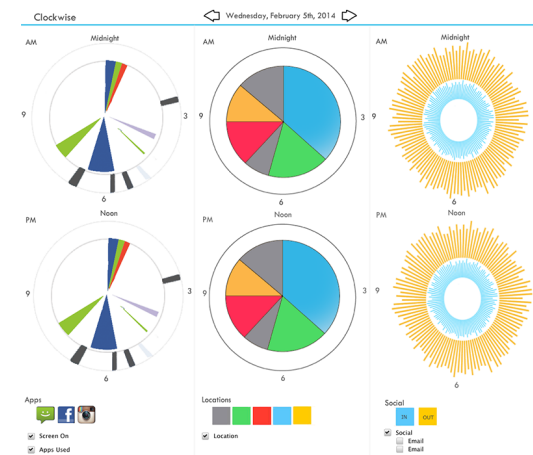 Clockwise
Wednesday, February 5th, 2014
AM Midnight
9 3
6
AM Midnight
9 3
6
AM Midnight
9
6
PM Noon
9 3
6
PM Noon
9 3
6
PM Noon
9
6
Apps
Screen On
Apps Used
Locations
Location
Social
IN OUT
Social
Email
Email